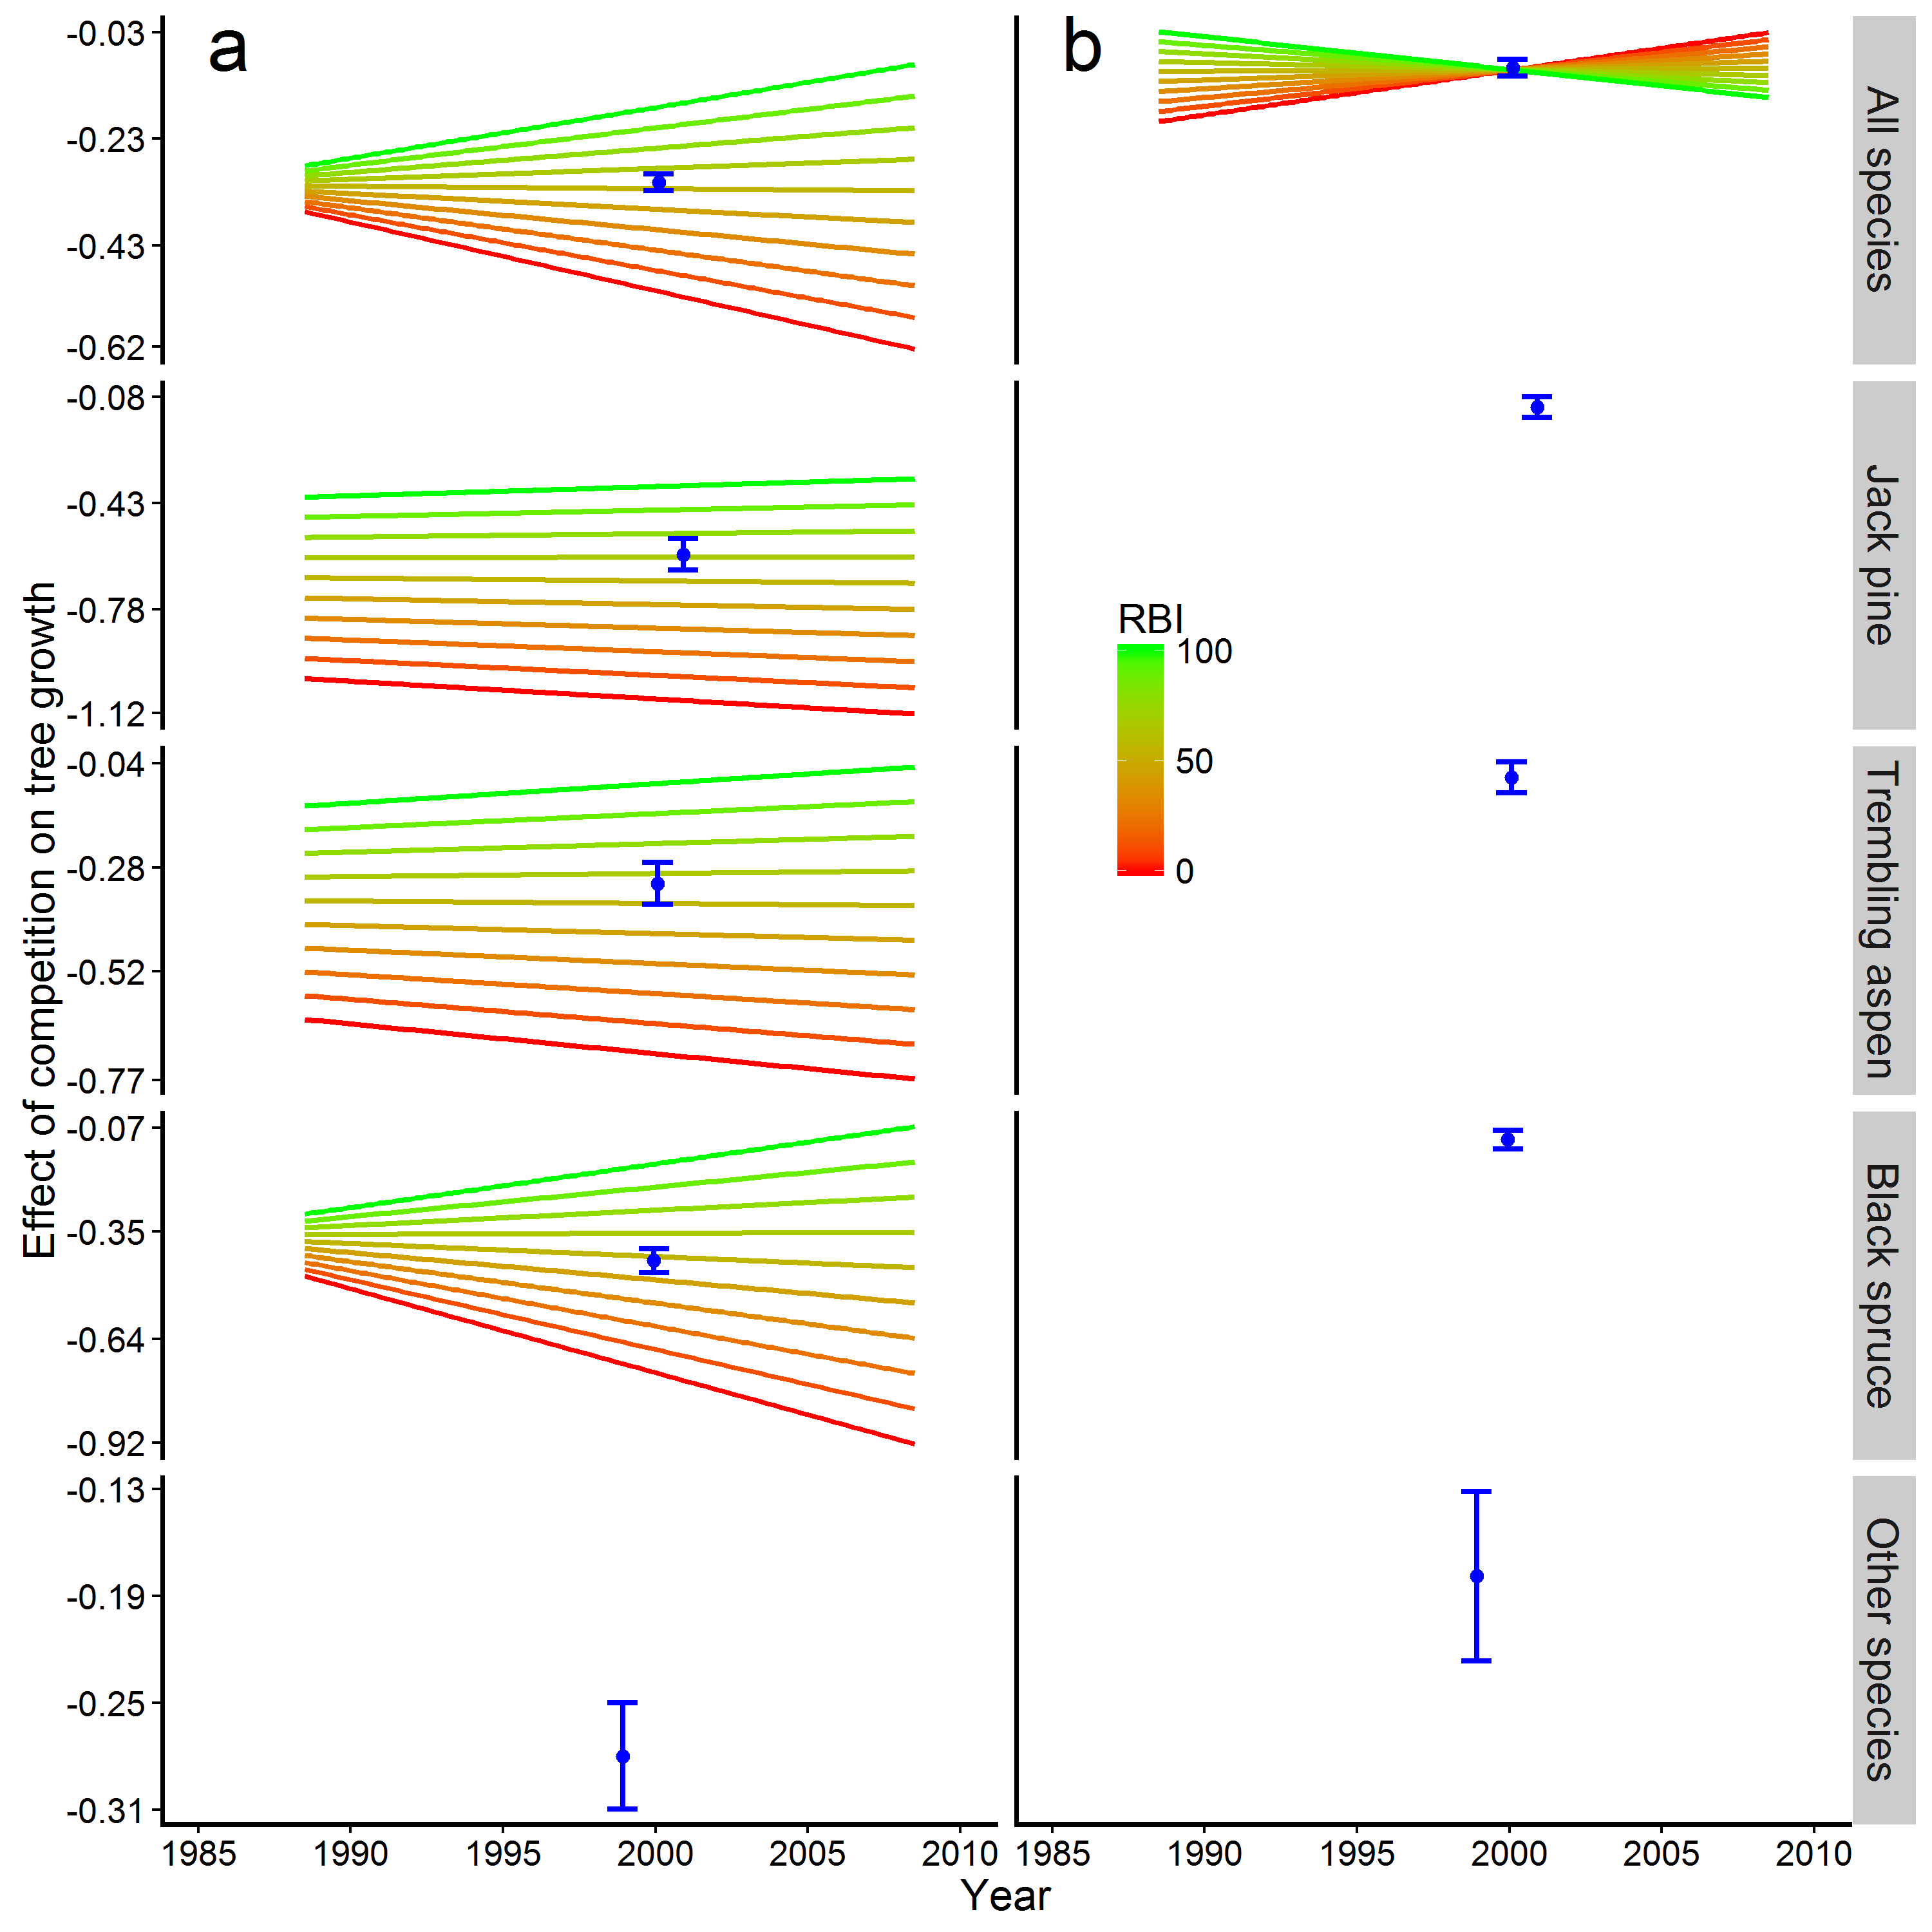 a
b
-0.03
-0.23
-0.43
-0.62
All species
-0.08
-0.43
-0.78
-1.12
Jack pine
RBI
100
50
0
-0.04
-0.28
-0.52
-0.77
Trembling aspen
-0.07
-0.35
-0.64
-0.92
Black spruce
-0.13
-0.19
-0.25
-0.31
Other species
Effect of competition on tree growth
1985 1990 1995 2000 2005 2010
1985 1990 1995 2000 2005 2010
Year